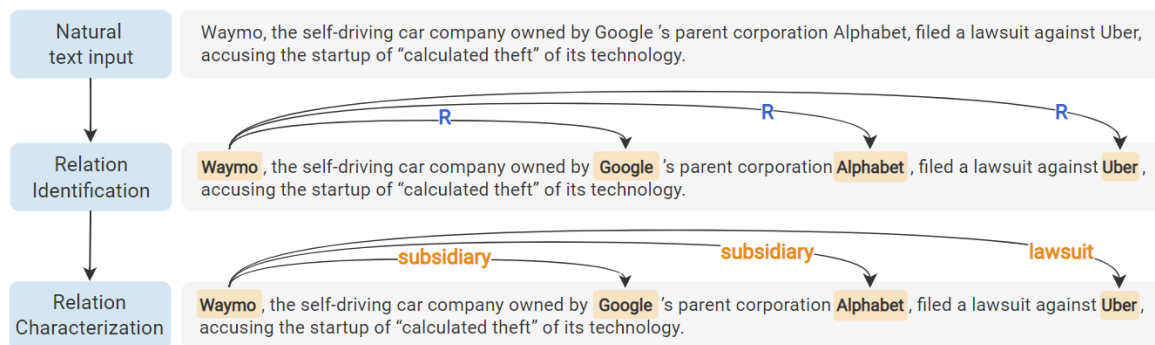 Natural
text input
Waymo, the self-driving car company owned by Google 's parent corporation Alphabet, filed a lawsuit against Uber,
accusing the startup of “calculated theft” of its technology.
R
R
R
Relation
Identification
Waymo , the self-driving car company owned by Google 's parent corporation Alphabet , filed a lawsuit against Uber ,
accusing the startup of “calculated theft” of its technology.
subsidiary
subsidiary
lawsuit
Relation
Characterization
Waymo , the self-driving car company owned by Google 's parent corporation Alphabet , filed a lawsuit against Uber ,
accusing the startup of “calculated theft” of its technology.